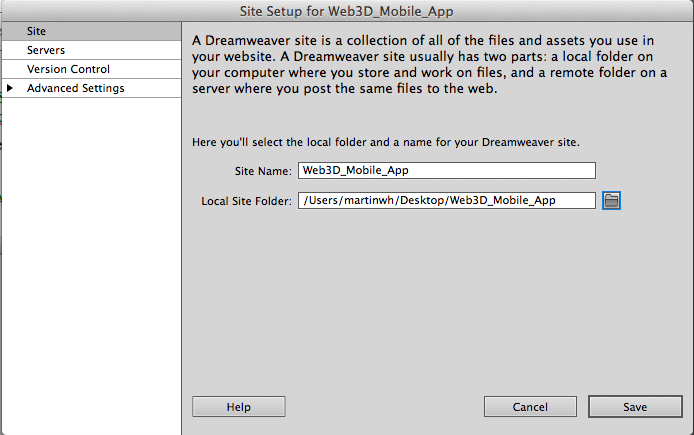 Site Setup for Web3D_Mobile_App
Site
Servers
Version Control
Advanced Settings
A Dreamweaver site is a collection of all of the files and assets you use in
your website. A Dreamweaver site usually has two parts: a local folder on
your computer where you store and work on files, and a remote folder on a
server where you post the same files to the web.
Here you'll select the local folder and a name for your Dreamweaver site.
Site Name: Web3D_Mobile_App
Local Site Folder: /Users/martinwh/Desktop/Web3D_Mobile_App
Help Cancel Save